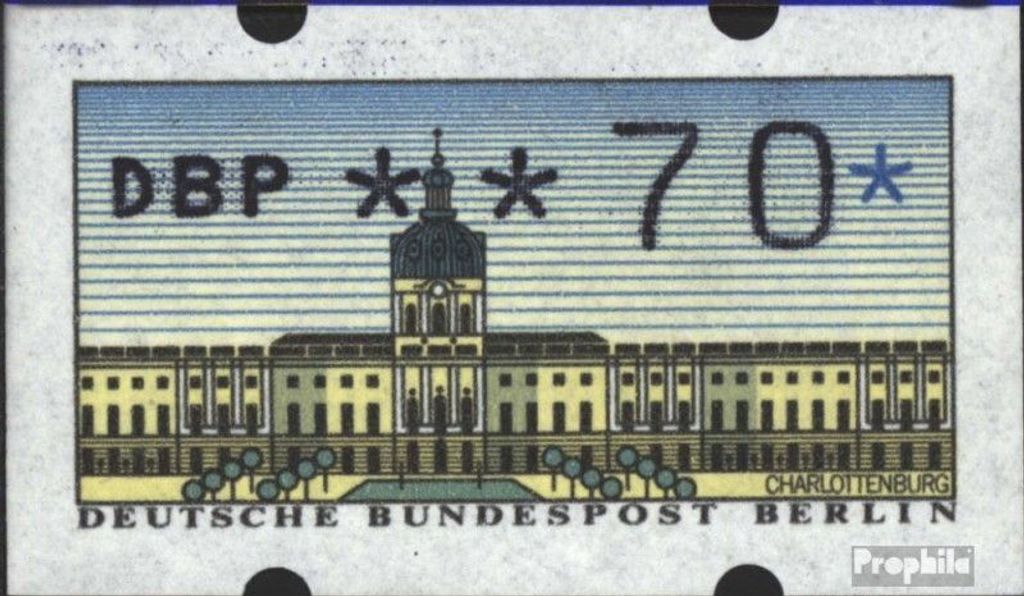 DBP ** 70*
CHARLOTTENBURG
DEUTSCHE BUNDESPOST BERLIN
Prophila